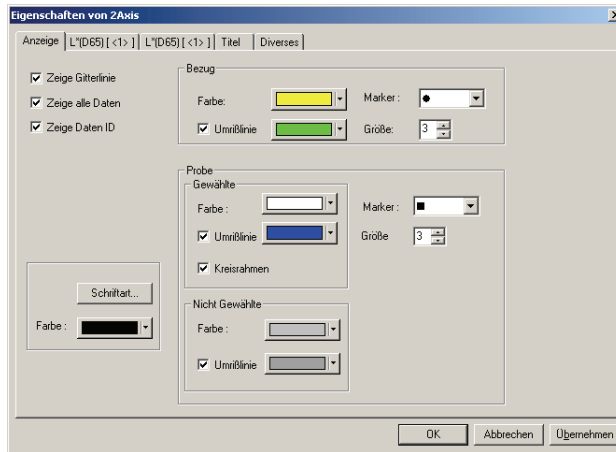 Eigenschaften von 2Axis
Anzeige L*(D65) [ <1> ] L*(D65) [ <1> ] Titel Diverses
Zeige Gitterlinie
Zeige alle Daten
Zeige Daten ID
Bezug
Farbe: Marker :
Umrißlinie Größe: 3
Probe
Gewählte
Farbe : Marker :
Umrißlinie Größe 3
Kreisrahmen
Schriftart...
Farbe :
Nicht Gewählte
Farbe :
Umrißlinie
OK Abbrechen Übernehmen